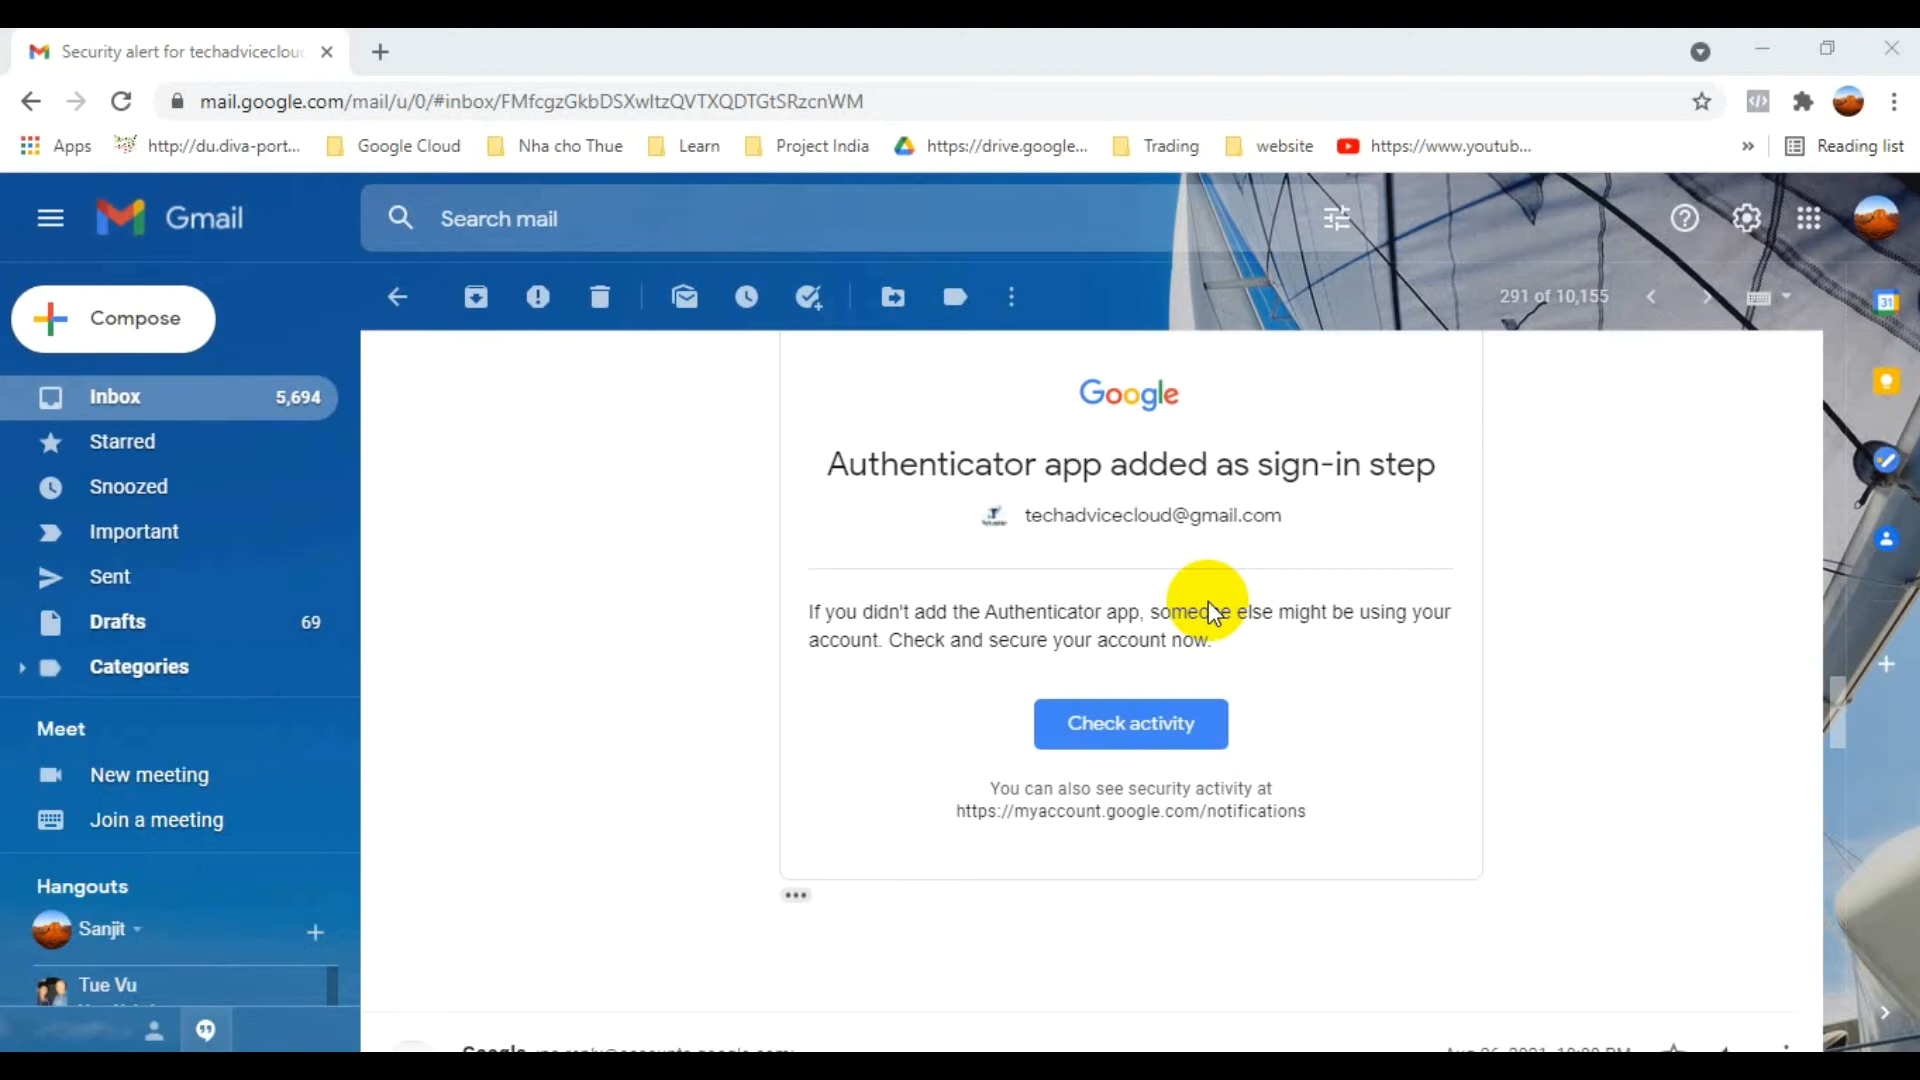 Security alert for techadviceclou
mail.google.com/mail/u/0/#inbox/FMfcgzGkbDSXwltzQVTXQDTGtSRzcnWM
Apps
http://du.diva-port...
Google Cloud
Nha cho Thue
Learn
Project India
https://drive.google...
Trading
website
https://www.youtub...
»
Reading list
Gmail
Search mail
Compose
291 of 10,155
31
Inbox 5,694
Starred
Snoozed
Important
Sent
Drafts 69
Categories
Meet
New meeting
Join a meeting
Hangouts
Sanjit
Tue Vu
Google
Authenticator app added as sign-in step
techadvicecloud@gmail.com
If you didn't add the Authenticator app, someone else might be using your
account. Check and secure your account now.
Check activity
You can also see security activity at
https://myaccount.google.com/notifications